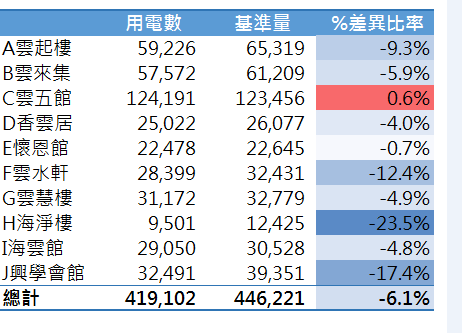 用電數 基準量 %差異比率
A雲起樓 59,226 65,319 -9.3%
B雲來集 57,572 61,209 -5.9%
C雲五館 124,191 123,456 0.6%
D香雲居 25,022 26,077 -4.0%
E懷恩館 22,478 22,645 -0.7%
F雲水軒 28,399 32,431 -12.4%
G雲慧樓 31,172 32,779 -4.9%
H海淨樓 9,501 12,425 -23.5%
I海雲館 29,050 30,528 -4.8%
J興學會館 32,491 39,351 -17.4%
總計 419,102 446,221 -6.1%